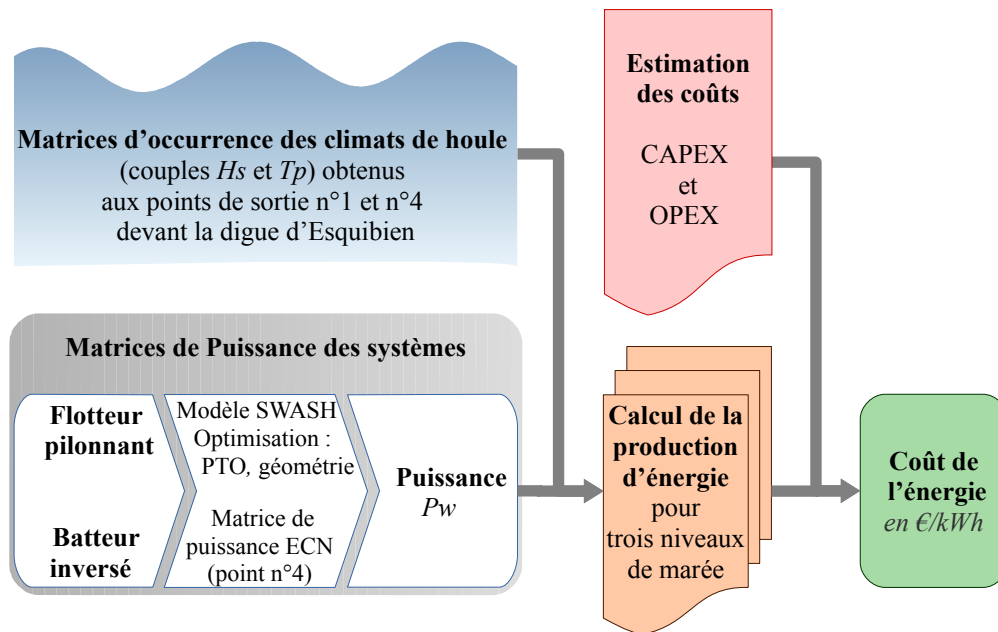 Matrices d'occurrence des climats de houle
(couples Hs et Tp) obtenus
aux points de sortie n°1 et n°4
devant la digue d'Esquibien
Estimation
des coûts
CAPEX
et
OPEX
Matrices de Puissance des systèmes
Flotteur
pilonnant
Batteur
inversé
Modèle SWASH
Optimisation :
PTO, géométrie
Matrice de
puissance ECN
(point n°4)
Puissance
Pw
Calcul de la
production
d'énergie
pour
trois niveaux
de marée
Coût de
l'énergie
en €/kWh